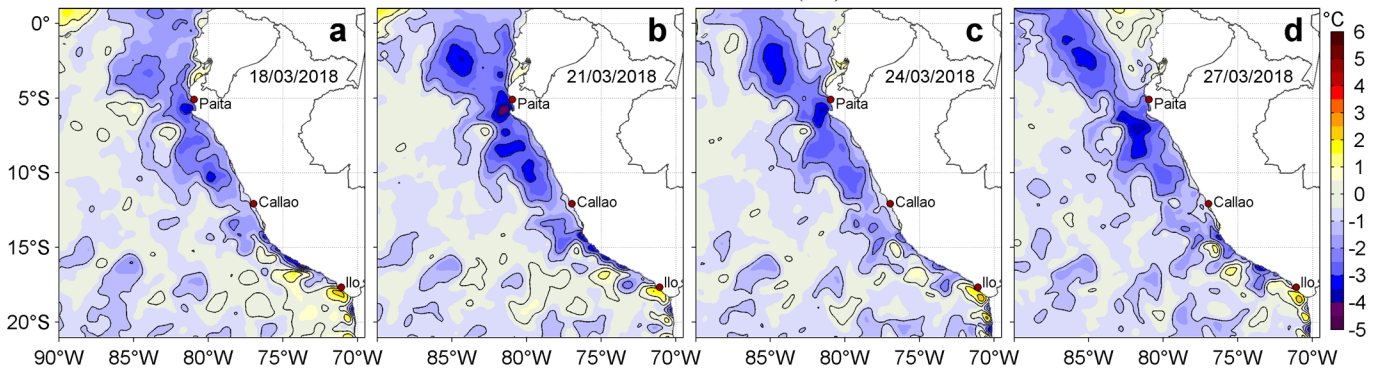 a
b
c
d
°C
18/03/2018
21/03/2018
24/03/2018
27/03/2018
Paita
Paita
Paita
Paita
Callao
Callao
Callao
Callao
Ilo
Ilo
Ilo
Ilo
0°
5°S
10°S
15°S
20°S
90°W 85°W 80°W 75°W 70°W
85°W 80°W 75°W 70°W
85°W 80°W 75°W 70°W
85°W 80°W 75°W 70°W
6
5
4
3
2
1
0
-1
-2
-3
-4
-5